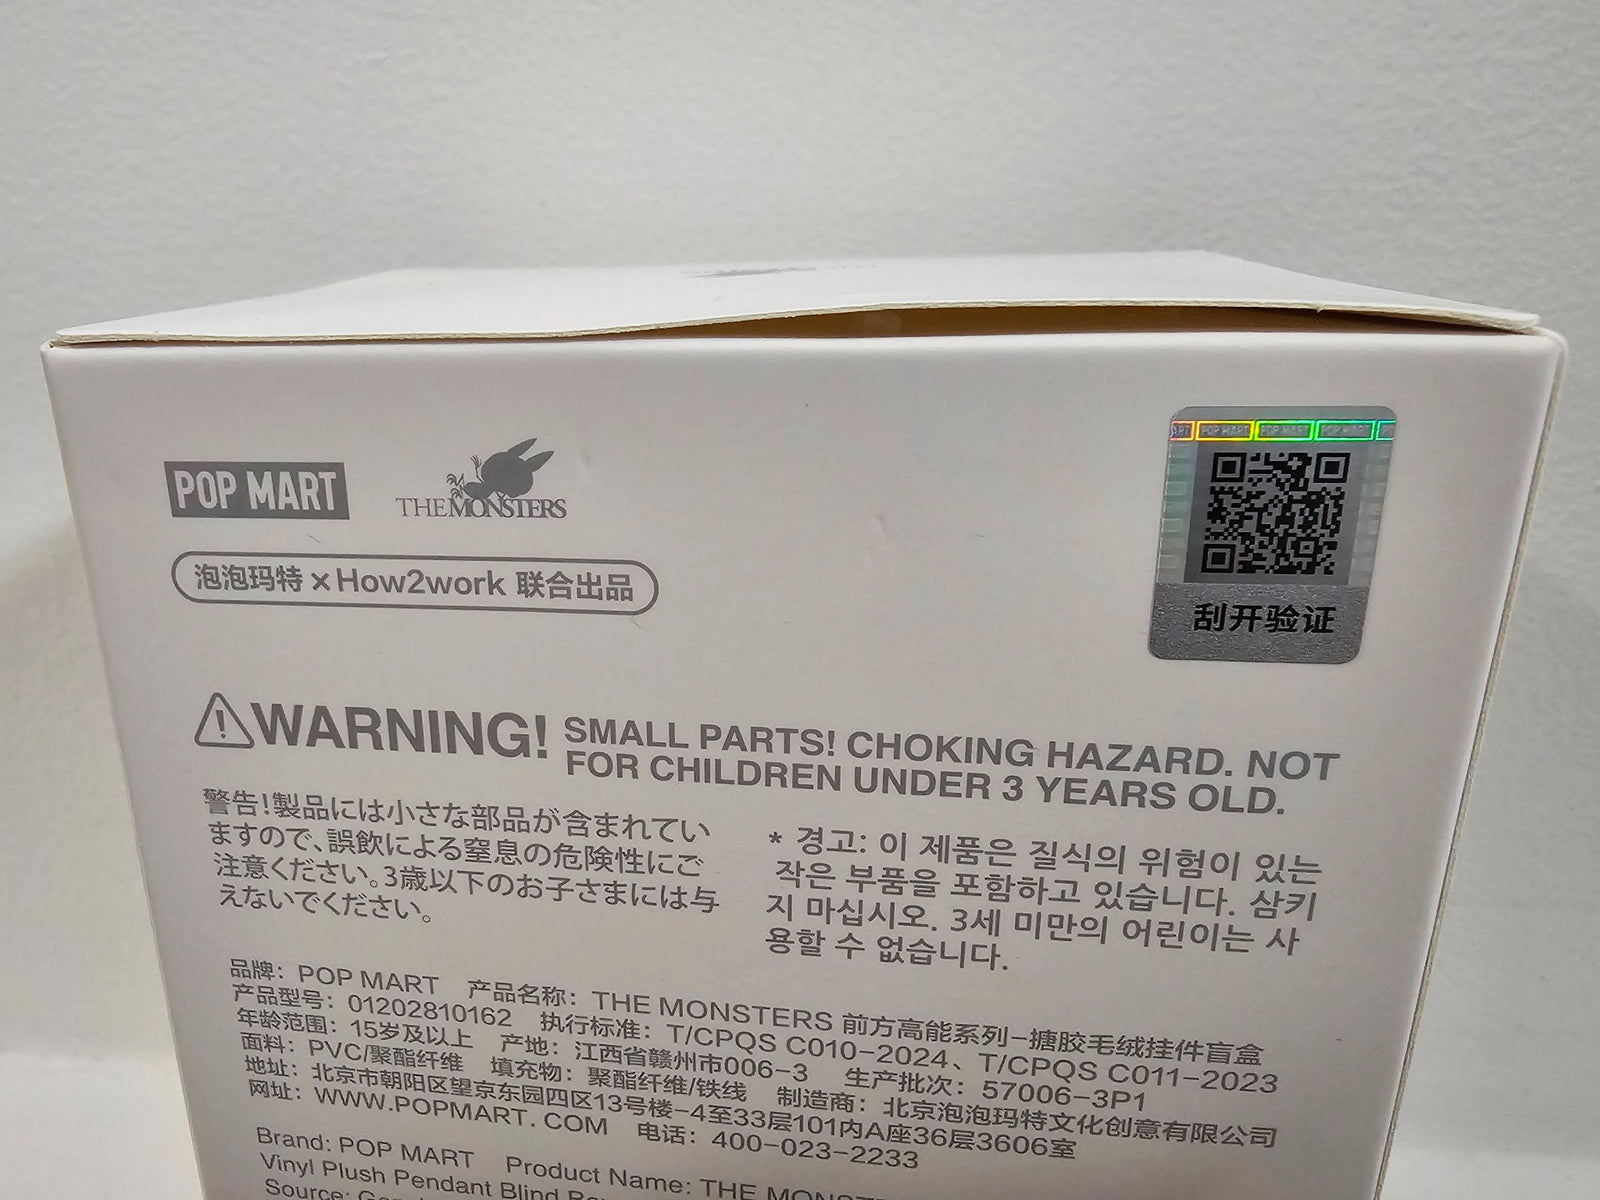 POP MART
THE MONSTERS
泡泡玛特 × How2work 联合出品
POP MART POP MART POP MART
刮开验证
WARNING! SMALL PARTS! CHOKING HAZARD. NOT
FOR CHILDREN UNDER 3 YEARS OLD.
警告!製品には小さな部品が含まれてい
ますので、誤飲による窒息の危険性にご
注意ください。3歳以下のお子さまには与
えないでください。
* 경고: 이 제품은 질식의 위험이 있는
작은 부품을 포함하고 있습니다. 삼키
지 마십시오. 3세 미만의 어린이는 사
용할 수 없습니다.
品牌: POP MART 产品名称: THE MONSTERS 前方高能系列-搪胶毛绒挂件盲盒
产品型号: 01202810162 执行标准: T/CPQS C010-2024、T/CPQS C011-2023
年龄范围: 15岁及以上 产地: 江西省赣州市006-3 生产批次: 57006-3P1
面料: PVC/聚酯纤维 填充物: 聚酯纤维/铁线 制造商: 北京泡泡玛特文化创意有限公司
地址: 北京市朝阳区望京东园四区13号楼-4至33层101内A座36层3606室
网址: WWW.POPMART.COM 电话: 400-023-2233
Brand: POP MART Product Name: THE
Vinyl Plush Pendant Blind
Source: